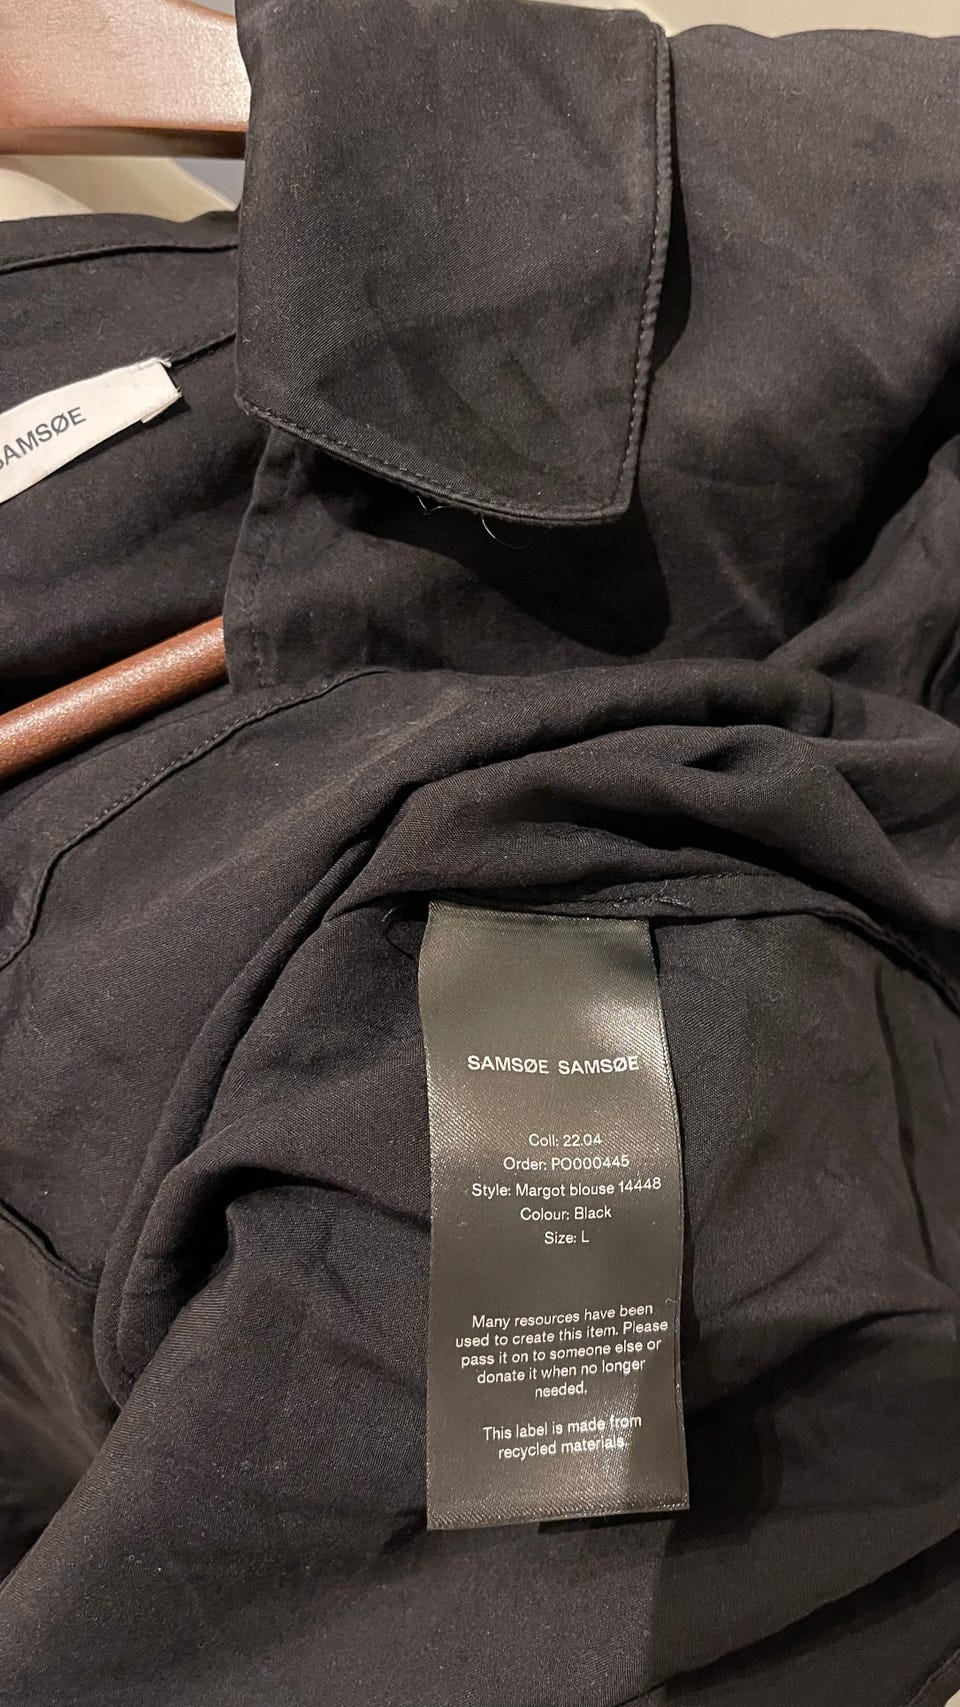 SAMSØE
SAMSØE SAMSØE
Coll: 22.04
Order: PO000445
Style: Margot blouse 14448
Colour: Black
Size: L
Many resources have been
used to create this item. Please
pass it on to someone else or
donate it when no longer
needed.
This label is made from
recycled materials.